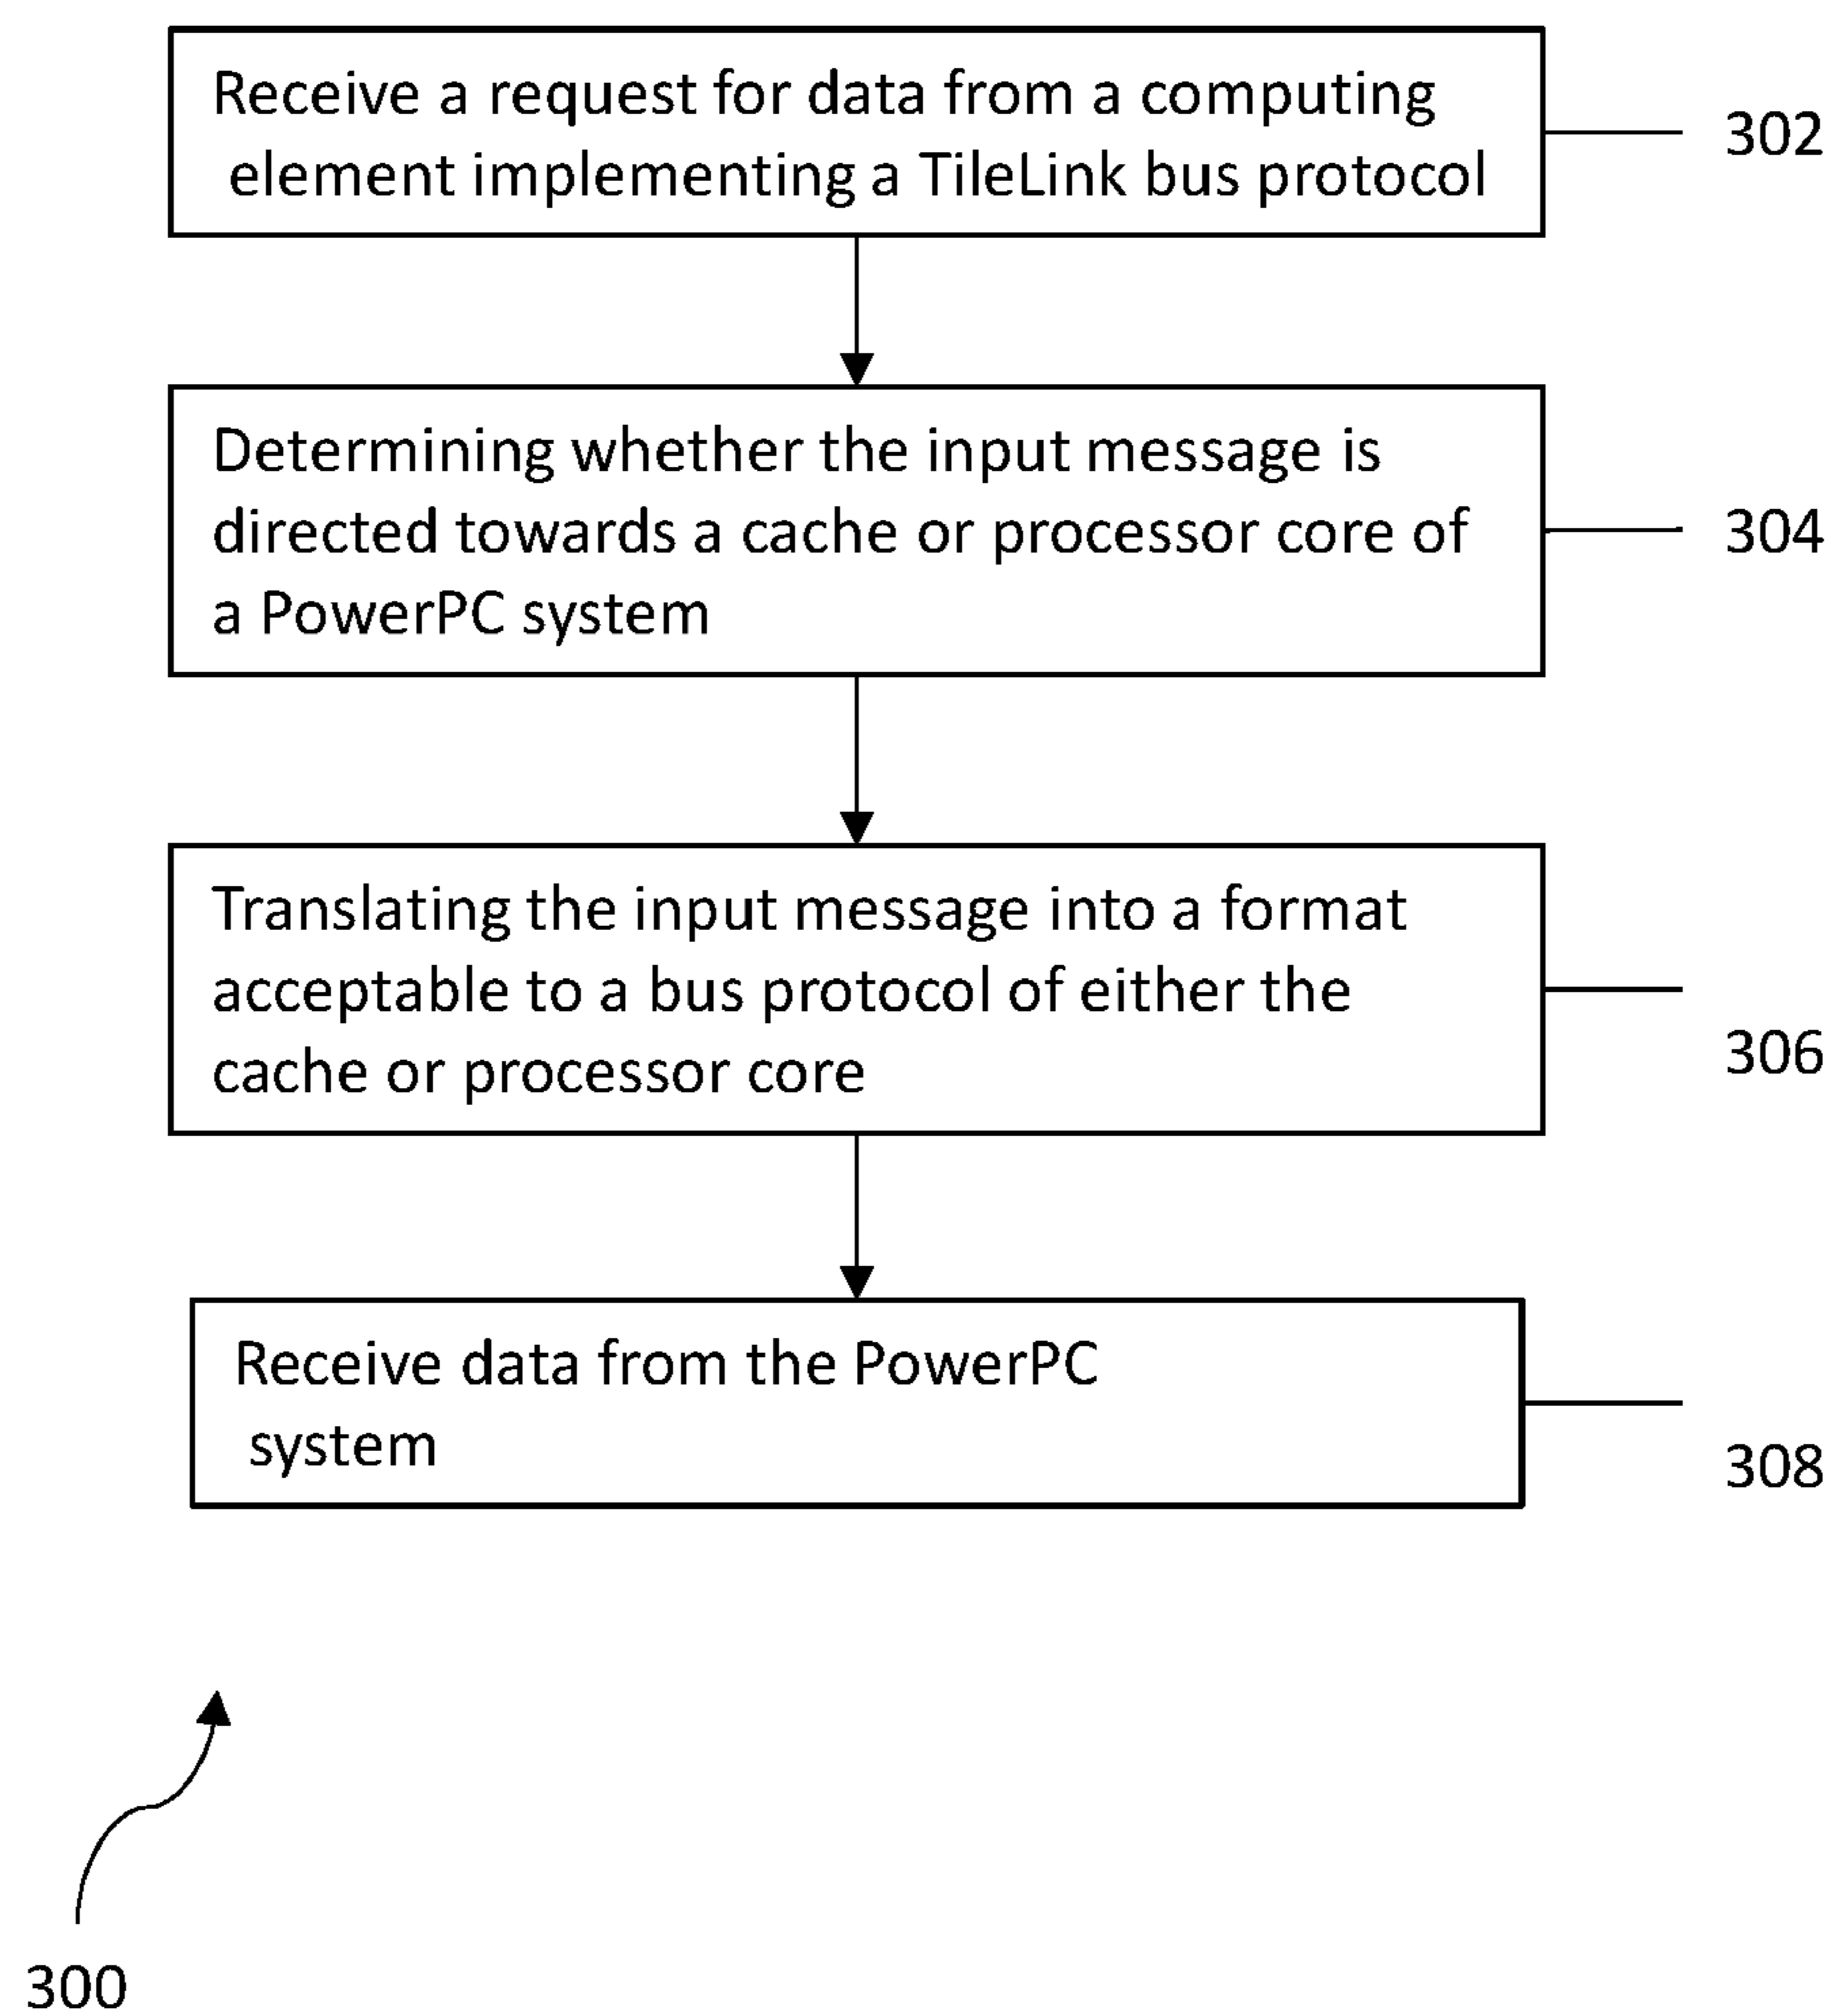 Receive a request for data from a computing
element implementing a TileLink bus protocol
302
Determining whether the input message is
directed towards a cache or processor core of
a PowerPC system
304
Translating the input message into a format
acceptable to a bus protocol of either the
cache or processor core
306
Receive data from the PowerPC
system
308
300